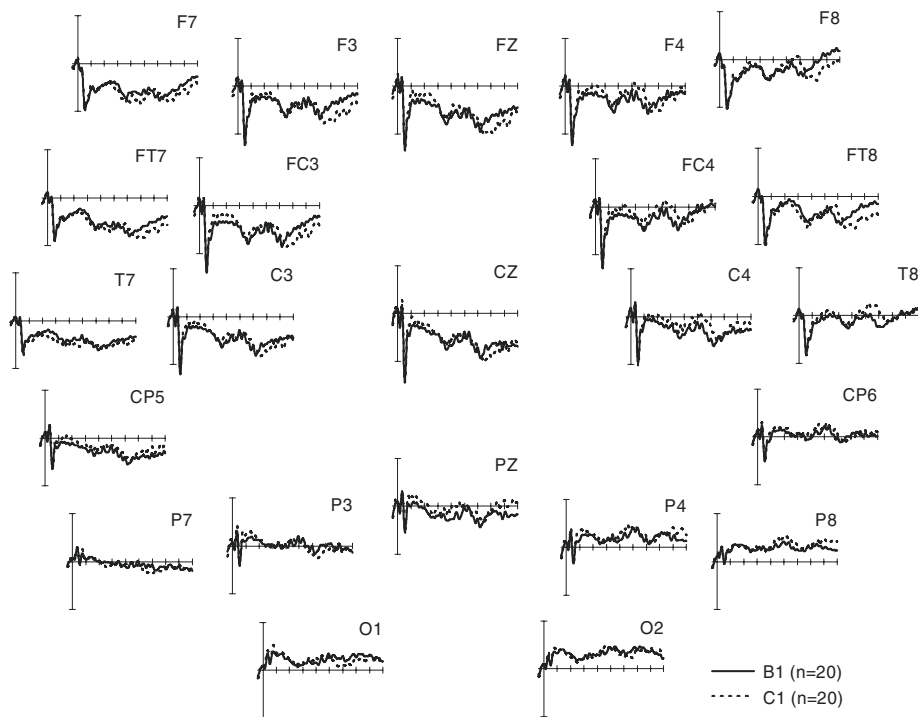 F7
F3
FZ
F4
F8
FT7
FC3
FC4
FT8
T7
C3
CZ
C4
T8
CP5
CP6
P7
P3
PZ
P4
P8
O1
O2
B1 (n=20)
C1 (n=20)